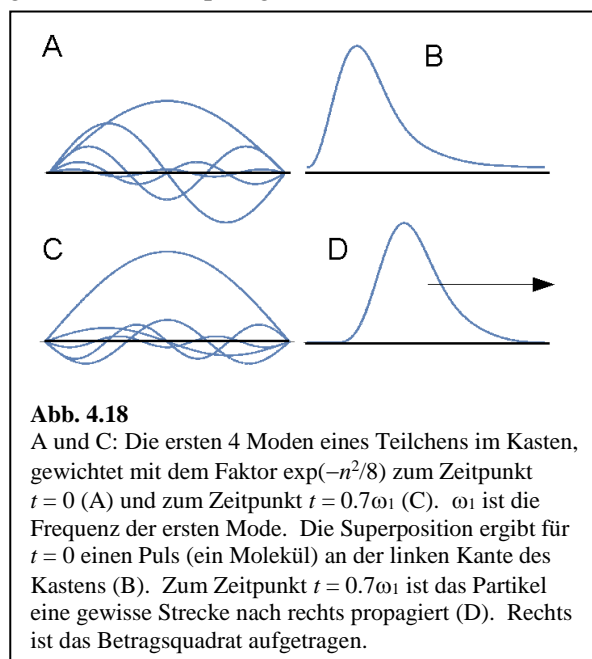 A
B
C
D
Abb. 4.18
A und C: Die ersten 4 Moden eines Teilchens im Kasten,
gewichtet mit dem Faktor exp(−n²/8) zum Zeitpunkt
t = 0 (A) und zum Zeitpunkt t = 0.7ω₁ (C).  ω₁ ist die
Frequenz der ersten Mode.  Die Superposition ergibt für
t = 0 einen Puls (ein Molekül) an der linken Kante des
Kastens (B).  Zum Zeitpunkt t = 0.7ω₁ ist das Partikel
eine gewisse Strecke nach rechts propagiert (D).  Rechts
ist das Betragsquadrat aufgetragen.